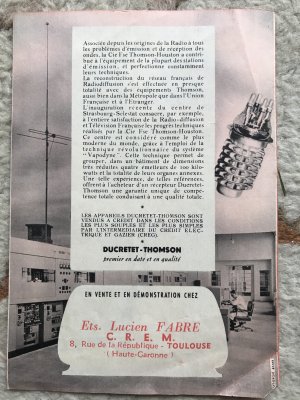 Associée depuis les origines de la Radio à tous
les problèmes d'émission et de réception des
ondes, la Cie Fse Thomson-Houston a contri-
bué à l'équipement de la plupart des stations
d'émission, et perfectionne constamment
leurs techniques.
La reconstruction du réseau français de
Radiodiffusion s'est effectuée en presque
totalité avec des équipements Thomson,
aussi bien dans la Métropole que dans l'Union
Française et à l'Etranger.
L'inauguration récente du centre de
Strasbourg-Sélestat consacre, par exemple,
à l'entière satisfaction de la Radio-diffusion
et Télévision Française les progrès techniques
réalisés par la Cie Fse Thomson-Houston.
Ce centre est considéré comme le plus
moderne du monde, grâce à l'emploi de la
technique révolutionnaire du système
"Vapodyne". Cette technique permet de
grouper, dans un bâtiment de dimensions
très réduites quatre émetteurs de 100 kilo-
watts et la totalité de leurs organes annexes.
Une telle expérience, de telles références,
offrent à l'acheteur d'un récepteur Ducretet-
Thomson une garantie unique de compé-
tence totale conduisant à une qualité totale.
LES APPAREILS DUCRETET-THOMSON SONT
VENDUS A CREDIT DANS LES CONDITIONS
LES PLUS SOUPLES ET LES PLUS SIMPLES
PAR L'INTERMEDIAIRE DU CREDIT ELEC-
TRIQUE ET GAZIER (CREG).
DUCRETET-THOMSON
premier en date et en qualité
EN VENTE ET EN DÉMONSTRATION CHEZ
Ets. Lucien FABRE
C. R. E. M.
8, Rue de la République - TOULOUSE
(Haute-Garonne)